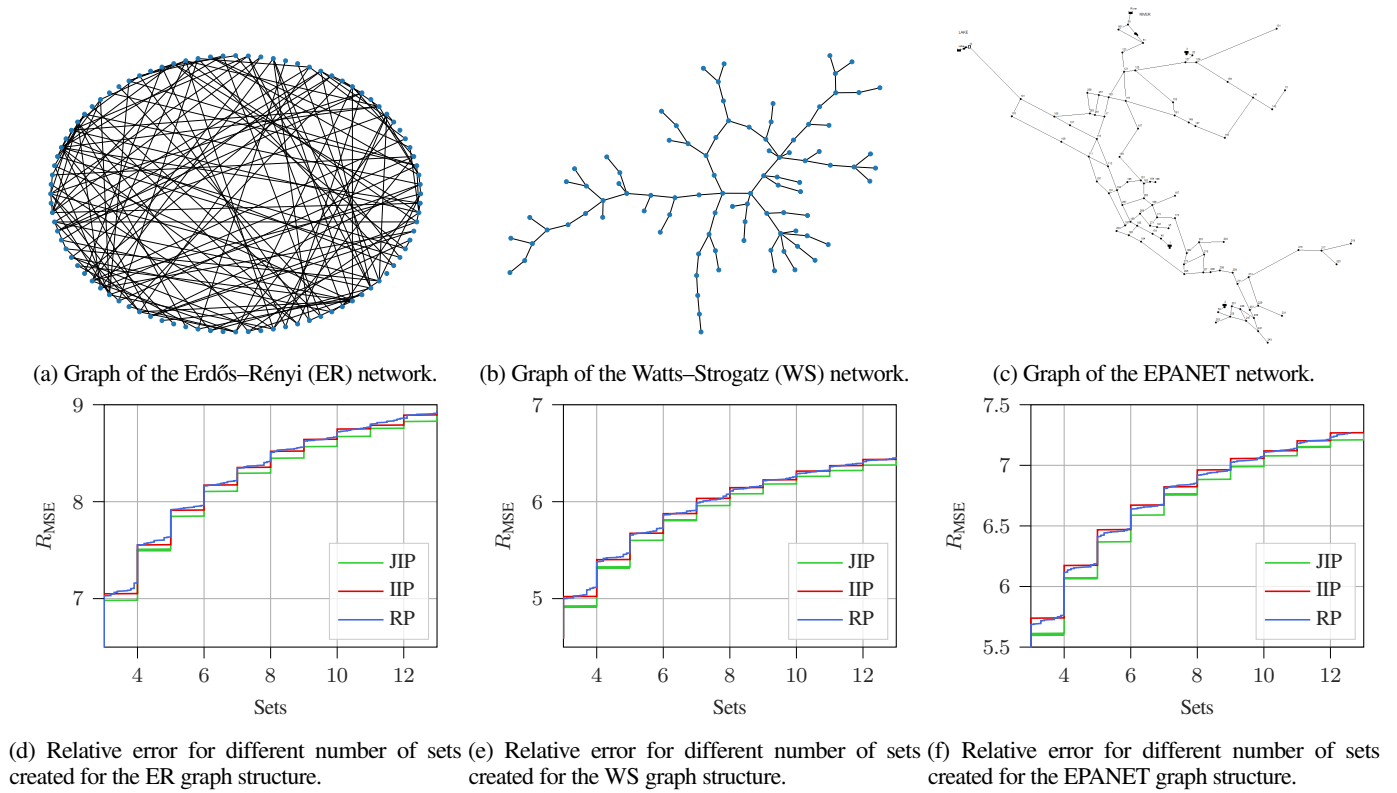 LAKE
RIVER
(a) Graph of the Erdős–Rényi (ER) network.
(b) Graph of the Watts–Strogatz (WS) network.
(c) Graph of the EPANET network.
9
8
7
R_MSE
4 6 8 10 12
Sets
JIP
IIP
RP
7
6
5
R_MSE
4 6 8 10 12
Sets
JIP
IIP
RP
7.5
7
6.5
6
5.5
R_MSE
4 6 8 10 12
Sets
JIP
IIP
RP
(d) Relative error for different number of sets
created for the ER graph structure.
(e) Relative error for different number of sets
created for the WS graph structure.
(f) Relative error for different number of sets
created for the EPANET graph structure.